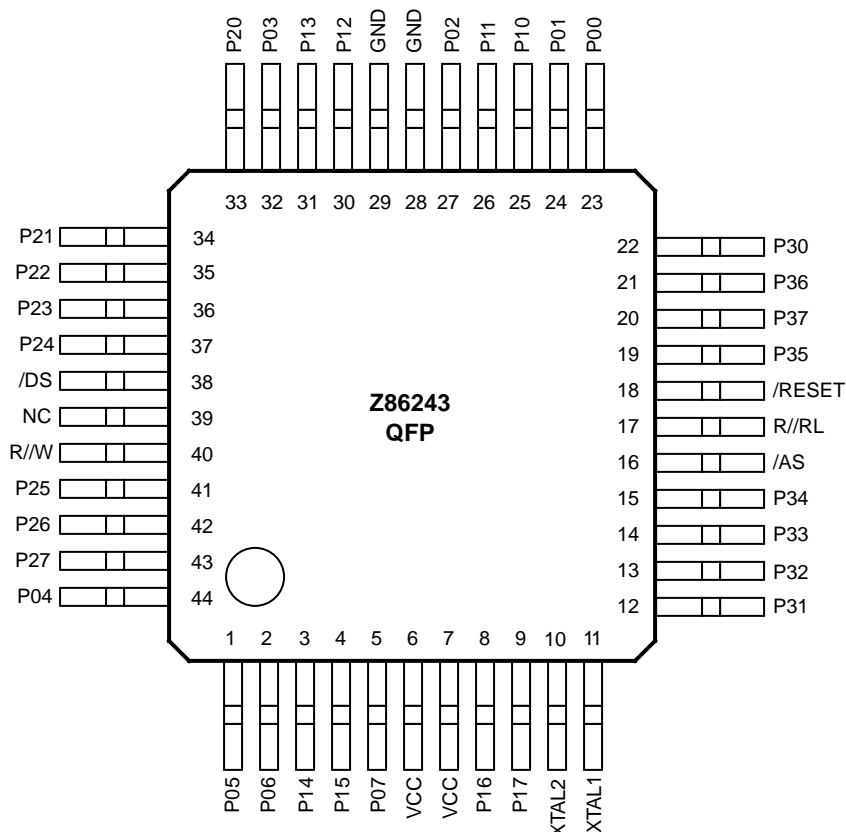 P20 P03 P13 P12 GND GND P02 P11 P10 P01 P00
33 32 31 30 29 28 27 26 25 24 23
P21 34
P22 35
P23 36
P24 37
/DS 38
NC 39
R//W 40
P25 41
P26 42
P27 43
P04 44
Z86243
QFP
22 P30
21 P36
20 P37
19 P35
18 /RESET
17 R//RL
16 /AS
15 P34
14 P33
13 P32
12 P31
1 2 3 4 5 6 7 8 9 10 11
P05 P06 P14 P15 P07 VCC VCC P16 P17 XTAL2 XTAL1